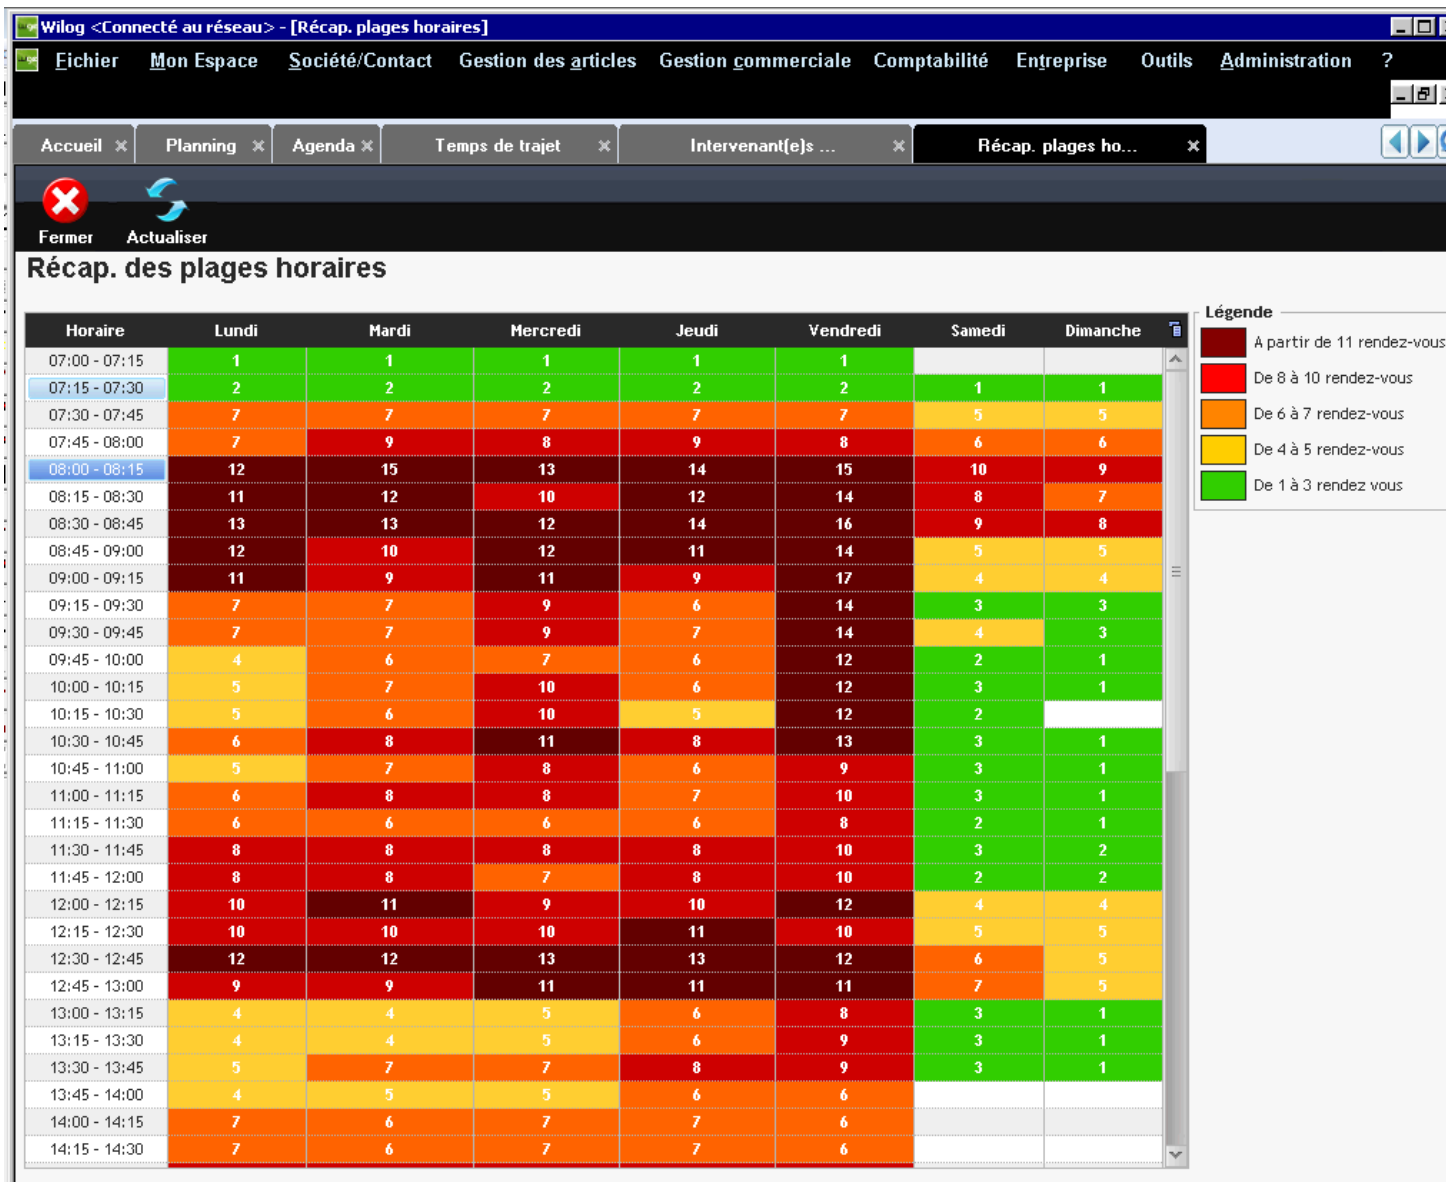 Wilog <Connecté au réseau> - [Récap. plages horaires]
Fichier Mon Espace Société/Contact Gestion des articles Gestion commerciale Comptabilité Entreprise Outils Administration ?
Accueil Planning Agenda Temps de trajet Intervenant(e)s ... Récap. plages ho...
Fermer Actualiser
Récap. des plages horaires
Horaire Lundi Mardi Mercredi Jeudi Vendredi Samedi Dimanche
07:00 - 07:15 1 1 1 1 1
07:15 - 07:30 2 2 2 2 2 1 1
07:30 - 07:45 7 7 7 7 7 5 5
07:45 - 08:00 7 9 8 9 8 6 6
08:00 - 08:15 12 15 13 14 15 10 9
08:15 - 08:30 11 12 10 12 14 8 7
08:30 - 08:45 13 13 12 14 16 9 8
08:45 - 09:00 12 10 12 11 14 5 5
09:00 - 09:15 11 9 11 9 17 4 4
09:15 - 09:30 7 7 9 6 14 3 3
09:30 - 09:45 7 7 9 7 14 4 3
09:45 - 10:00 4 6 7 6 12 2 1
10:00 - 10:15 5 7 10 6 12 3 1
10:15 - 10:30 5 6 10 5 12 2
10:30 - 10:45 6 8 11 8 13 3 1
10:45 - 11:00 5 7 8 6 9 3 1
11:00 - 11:15 6 8 8 7 10 3 1
11:15 - 11:30 6 6 6 6 8 2 1
11:30 - 11:45 8 8 8 8 10 3 2
11:45 - 12:00 8 8 7 8 10 2 2
12:00 - 12:15 10 11 9 10 12 4 4
12:15 - 12:30 10 10 10 11 10 5 5
12:30 - 12:45 12 12 13 13 12 6 5
12:45 - 13:00 9 9 11 11 11 7 5
13:00 - 13:15 4 4 5 6 8 3 1
13:15 - 13:30 4 4 5 6 9 3 1
13:30 - 13:45 5 7 7 8 9 3 1
13:45 - 14:00 4 5 5 6 6
14:00 - 14:15 7 6 7 7 6
14:15 - 14:30 7 6 7 7 6
Légende
A partir de 11 rendez-vous
De 8 à 10 rendez-vous
De 6 à 7 rendez-vous
De 4 à 5 rendez-vous
De 1 à 3 rendez vous